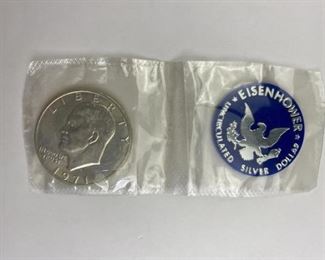 LIBERTY
1971
EISENHOWER
UNCIRCULATED SILVER DOLLAR